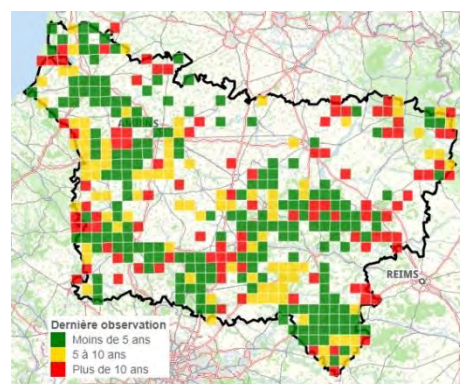 AMIENS
REIMS
Dernière observation
Moins de 5 ans
5 à 10 ans
Plus de 10 ans